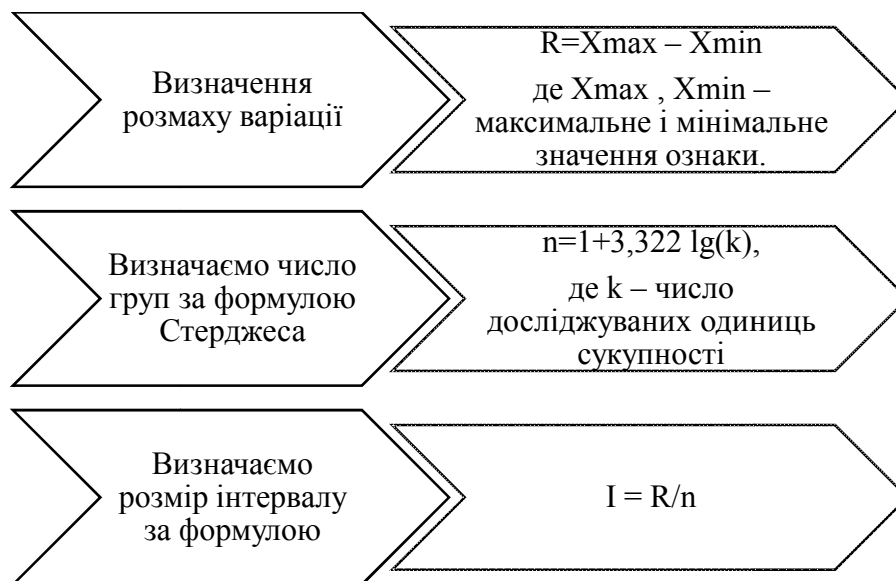 Визначення
розмаху варіації
R=Xmax – Xmin
де Xmax , Xmin –
максимальне і мінімальне
значення ознаки.
Визначаємо число
груп за формулою
Стерджеса
n=1+3,322 lg(k),
де k – число
досліджуваних одиниць
сукупності
Визначаємо
розмір інтервалу
за формулою
I = R/n